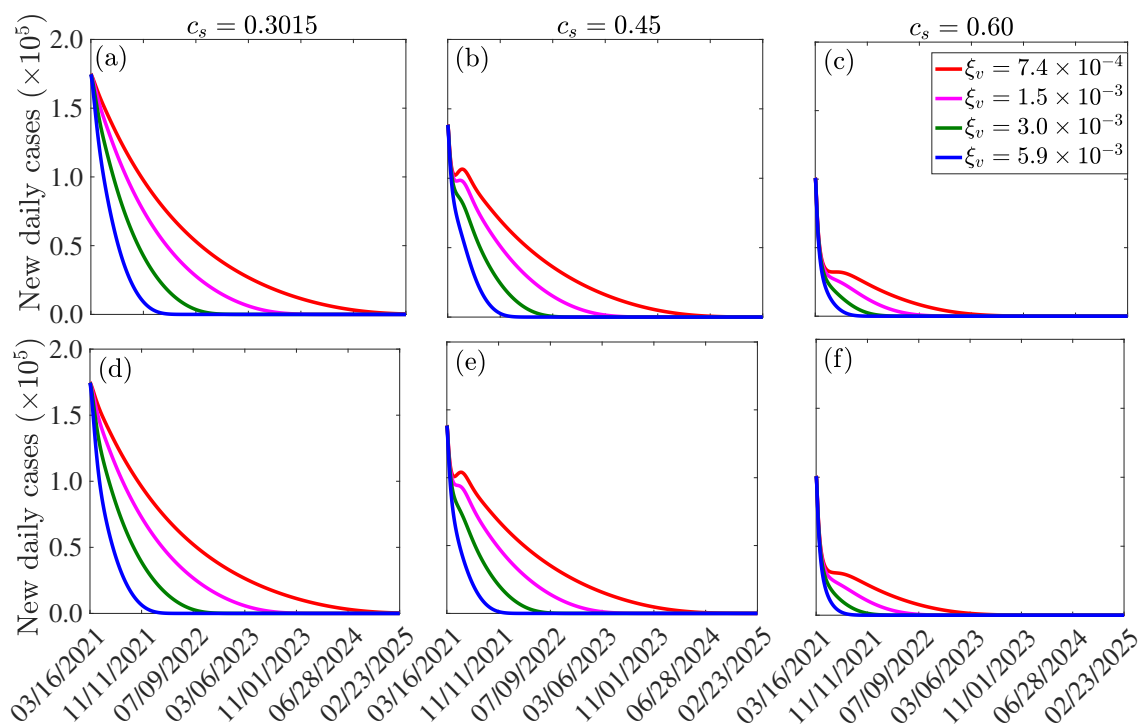 c_s = 0.3015
c_s = 0.45
c_s = 0.60
New daily cases (×10^5)
2.0
1.5
1.0
0.5
0.0
(a)
(b)
(c)
ξ_v = 7.4 × 10^−4
ξ_v = 1.5 × 10^−3
ξ_v = 3.0 × 10^−3
ξ_v = 5.9 × 10^−3
New daily cases (×10^5)
2.0
1.5
1.0
0.5
0.0
(d)
(e)
(f)
03/16/2021
11/11/2021
07/09/2022
03/06/2023
11/01/2023
06/28/2024
02/23/2025
03/16/2021
11/11/2021
07/09/2022
03/06/2023
11/01/2023
06/28/2024
02/23/2025
03/16/2021
11/11/2021
07/09/2022
03/06/2023
11/01/2023
06/28/2024
02/23/2025